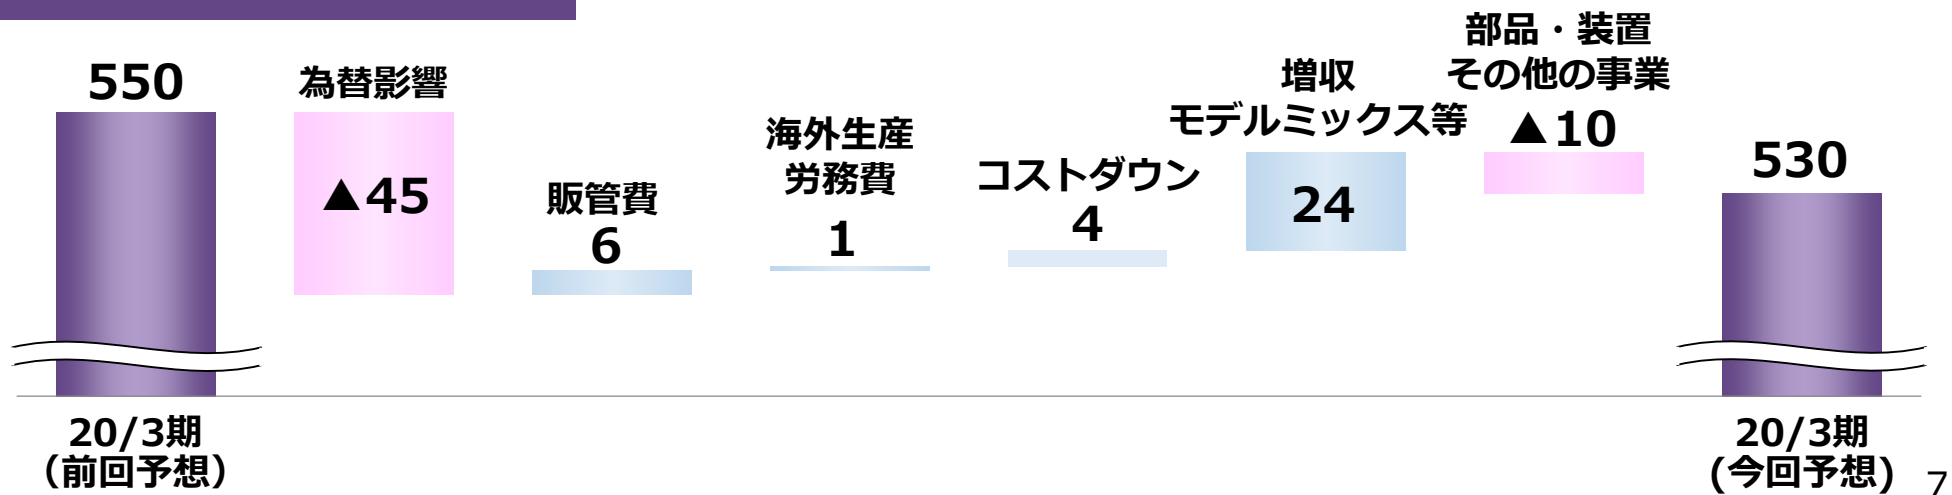 550
為替影響
▲45
販管費
6
海外生産
労務費
1
コストダウン
4
増収
モデルミックス等
24
部品・装置
その他の事業
▲10
530
20/3期
（前回予想）
20/3期
(今回予想)
7